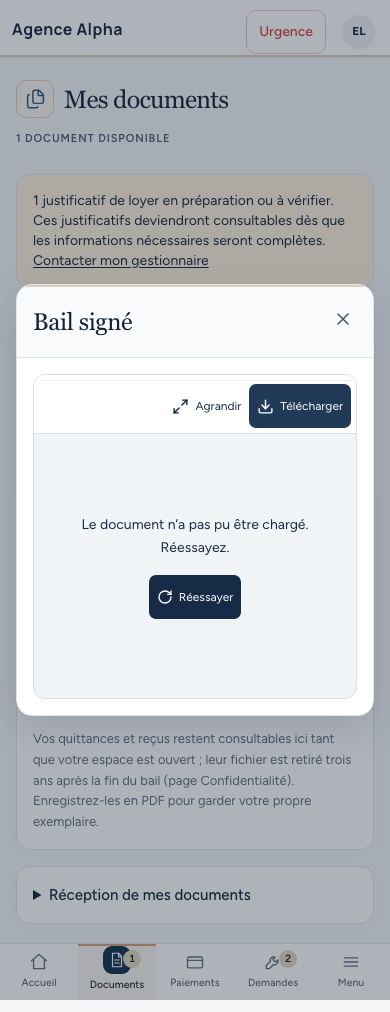 Agence Alpha
Urgence
EL
Mes documents
1 DOCUMENT DISPONIBLE
1 justificatif de loyer en préparation ou à vérifier.
Ces justificatifs deviendront consultables dès que
les informations nécessaires seront complètes.
Contacter mon gestionnaire
Bail signé
Agrandir
Télécharger
Le document n’a pas pu être chargé.
Réessayez.
Réessayer
Vos quittances et reçus restent consultables ici tant
que votre espace est ouvert ; leur fichier est retiré trois
ans après la fin du bail (page Confidentialité).
Enregistrez-les en PDF pour garder votre propre
exemplaire.
Réception de mes documents
1
2
Accueil
Documents
Paiements
Demandes
Menu